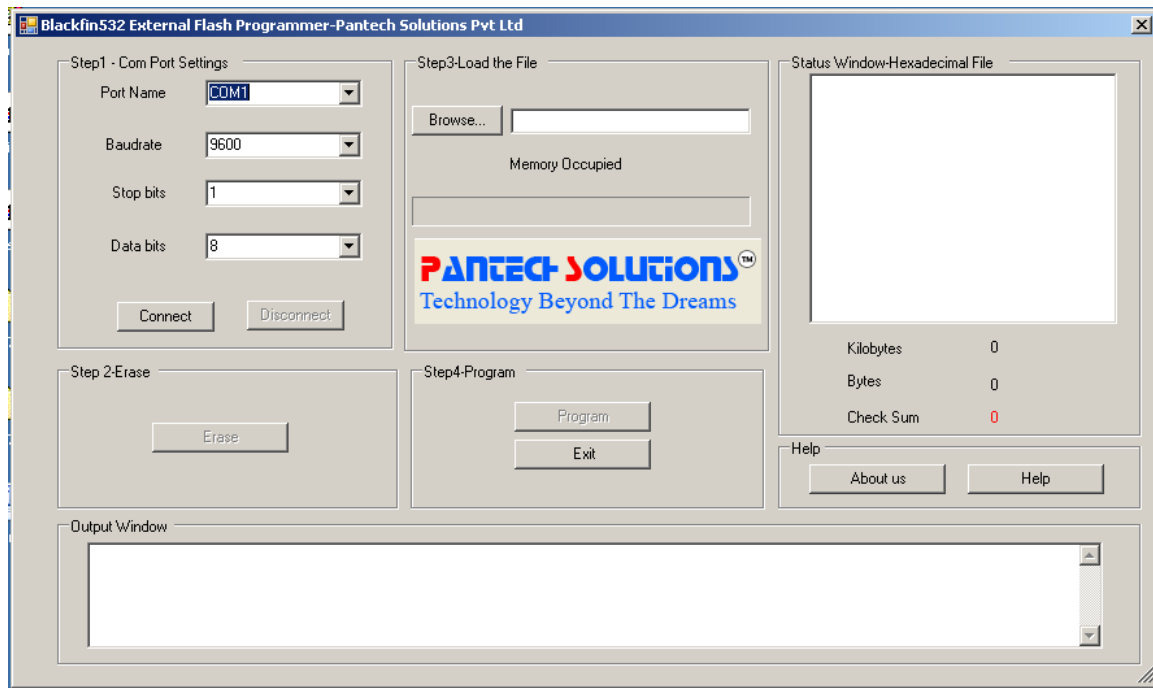 Blackfin532 External Flash Programmer-Pantech Solutions Pvt Ltd
Step1 - Com Port Settings
Port Name COM1
Baudrate 9600
Stop bits 1
Data bits 8
Connect Disconnect
Step 2-Erase
Erase
Step3-Load the File
Browse...
Memory Occupied
PANTECH SOLUTIONS TM
Technology Beyond The Dreams
Step4-Program
Program
Exit
Status Window-Hexadecimal File
Kilobytes 0
Bytes 0
Check Sum 0
Help
About us Help
Output Window